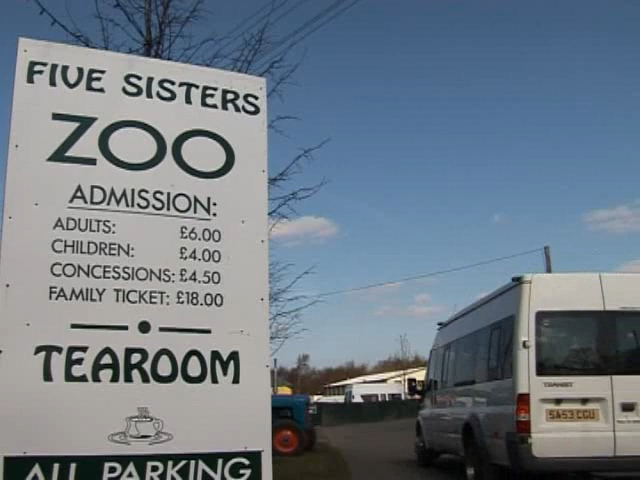 FIVE SISTERS
ZOO
ADMISSION:
ADULTS: £6.00
CHILDREN: £4.00
CONCESSIONS: £4.50
FAMILY TICKET: £18.00
TEAROOM
ALL PARKING
TRANSIT
SA53 CGU